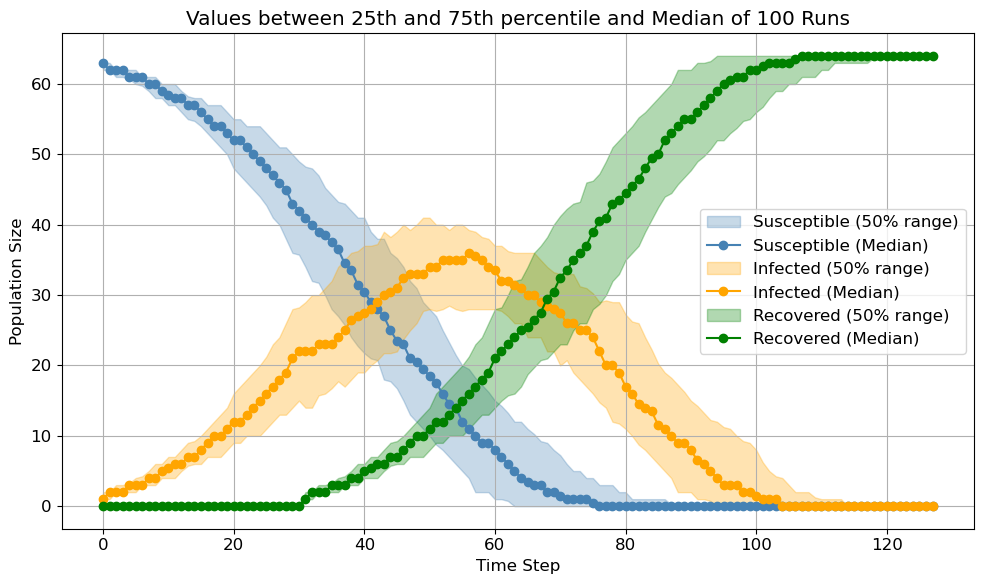 Values between 25th and 75th percentile and Median of 100 Runs
Population Size
60
50
40
30
20
10
0
Susceptible (50% range)
Susceptible (Median)
Infected (50% range)
Infected (Median)
Recovered (50% range)
Recovered (Median)
0 20 40 60 80 100 120
Time Step